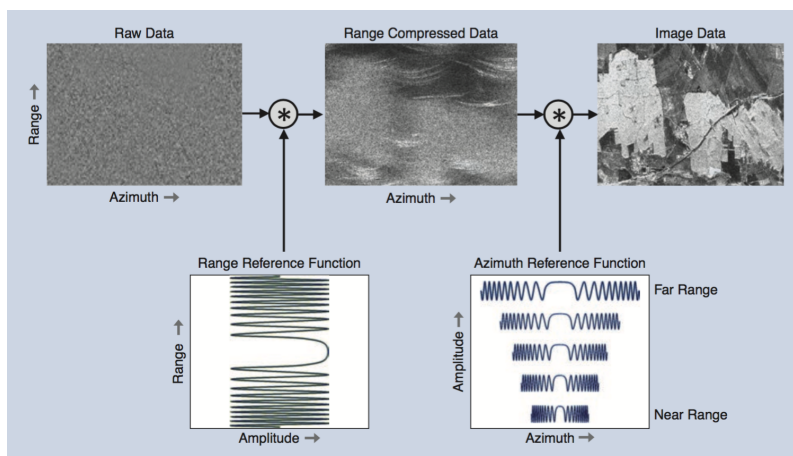 Raw Data
Range Compressed Data
Image Data
Range →
*
*
Azimuth →
Azimuth →
Range Reference Function
Azimuth Reference Function
Range →
Amplitude →
Far Range
Near Range
Amplitude →
Azimuth →